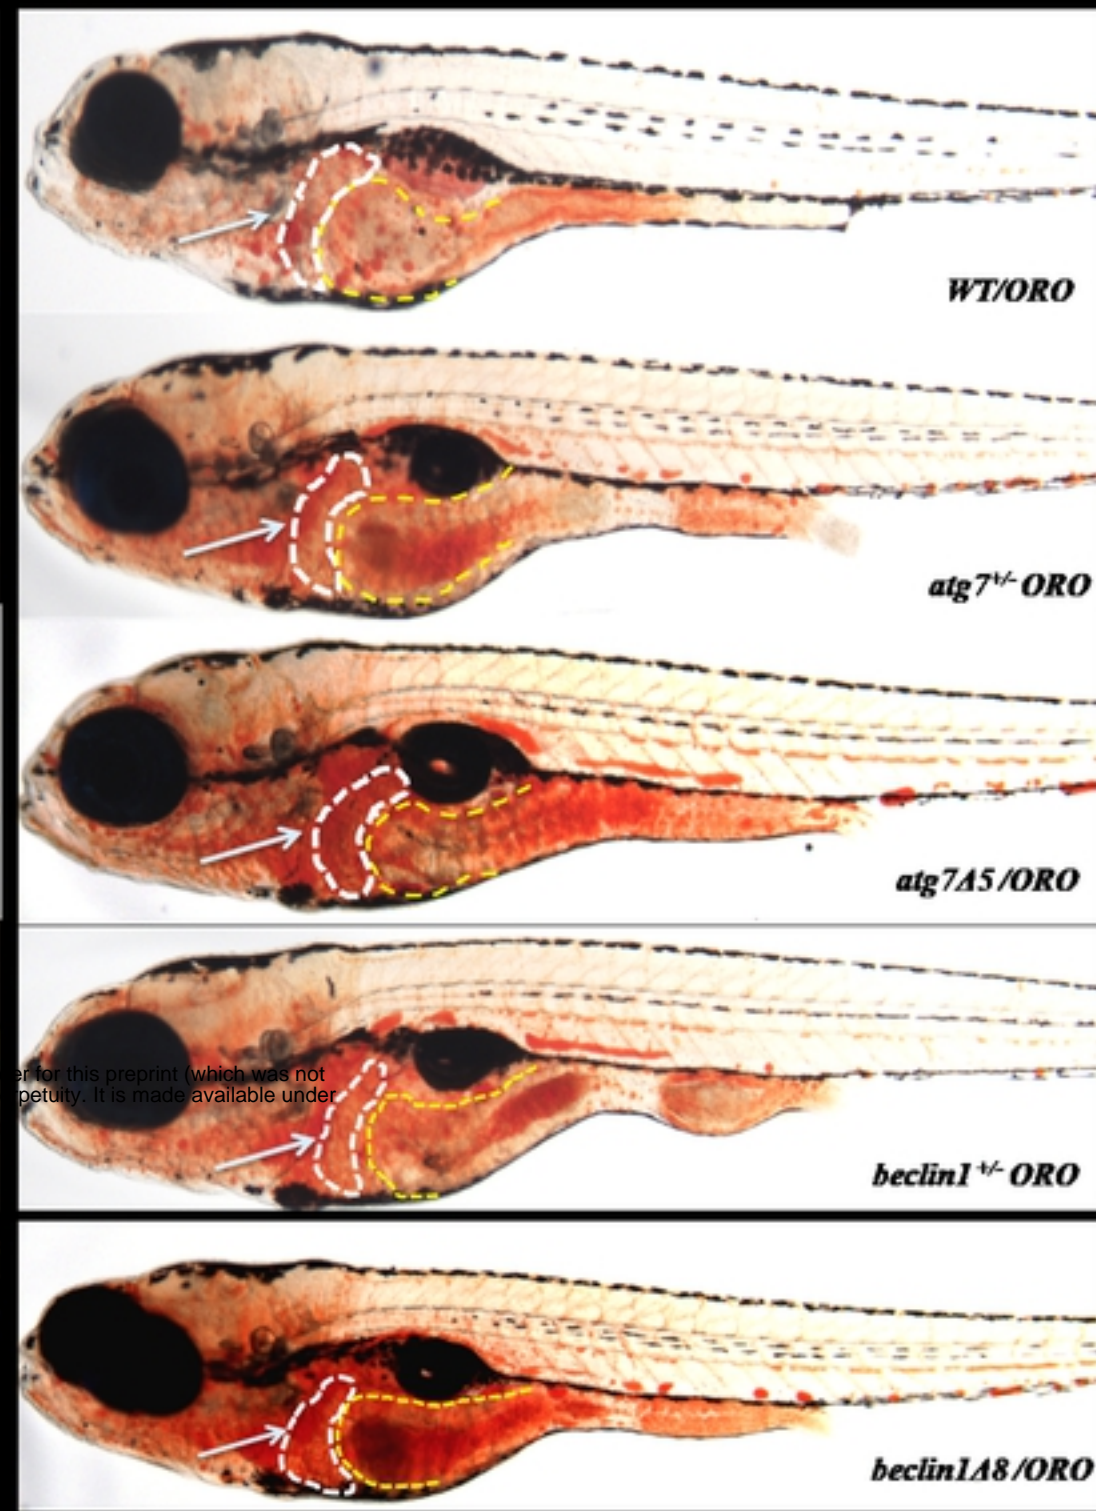 WT/ORO
atg7⁺/⁻ ORO
atg7Δ5/ORO
er for this preprint (which was not
petuity. It is made available under
beclin1⁺/⁻ ORO
beclin1Δ8/ORO